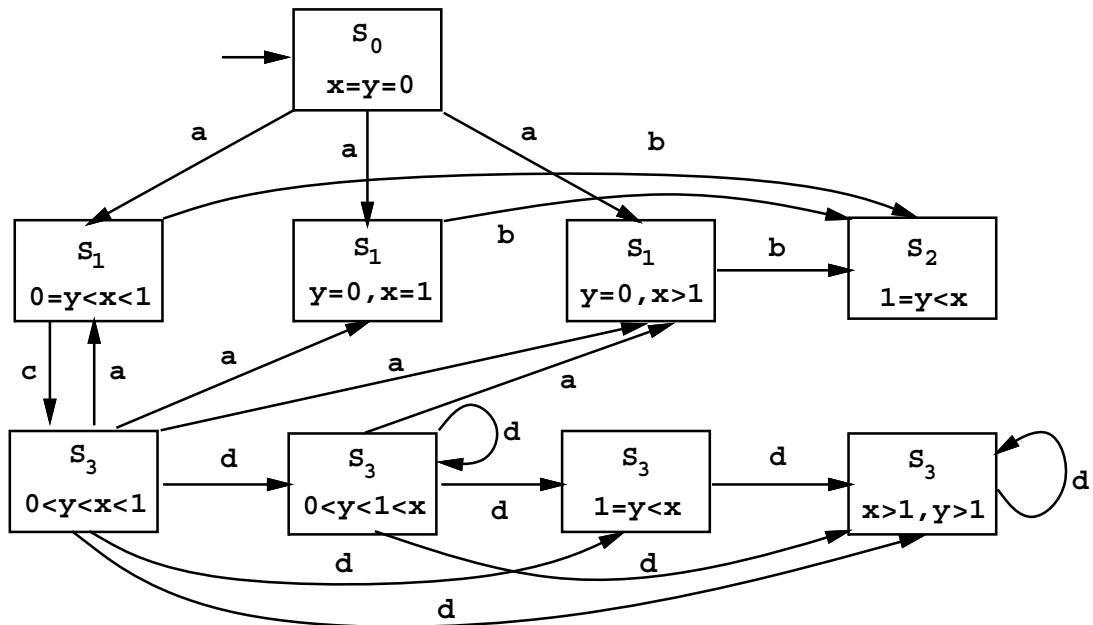 S₀
x=y=0
a
a
a
b
S₁
0=y<x<1
S₁
y=0,x=1
b
S₁
y=0,x>1
b
S₂
1=y<x
c
a
a
a
a
S₃
0<y<x<1
d
S₃
0<y<1<x
d
d
S₃
1=y<x
d
S₃
x>1,y>1
d
d
d
d